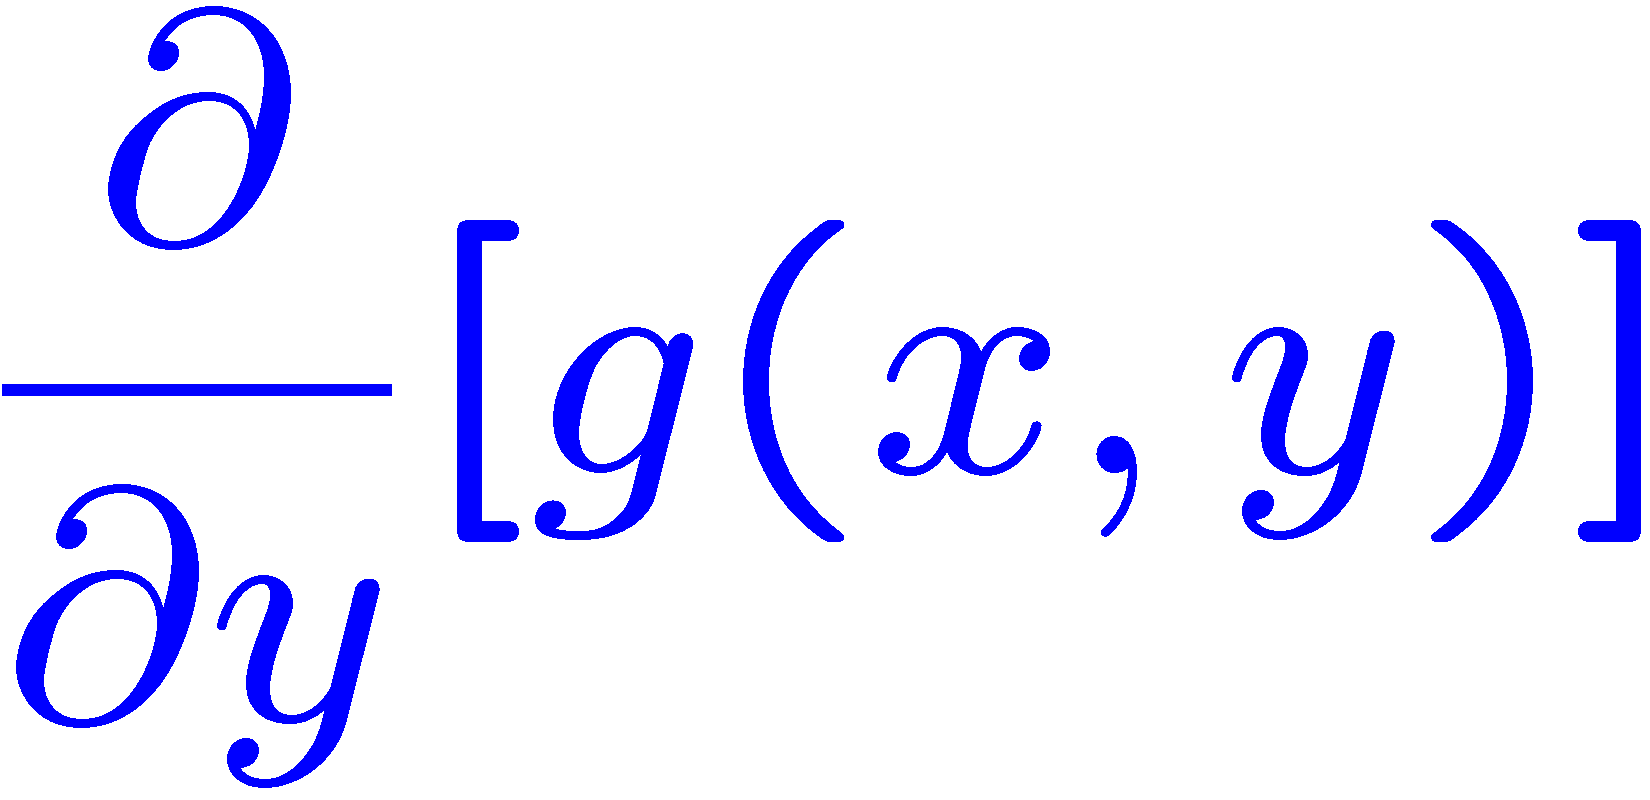 ∂/∂y [g(x, y)]